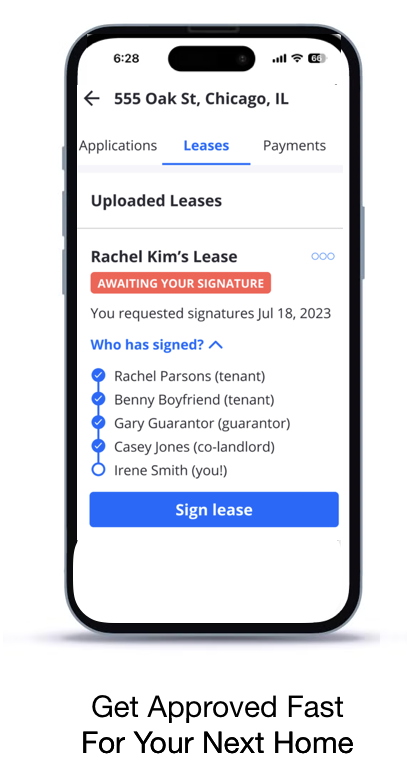 6:28
66
555 Oak St, Chicago, IL
Applications Leases Payments
Uploaded Leases
Rachel Kim's Lease
AWAITING YOUR SIGNATURE
You requested signatures Jul 18, 2023
Who has signed?
Rachel Parsons (tenant)
Benny Boyfriend (tenant)
Gary Guarantor (guarantor)
Casey Jones (co-landlord)
Irene Smith (you!)
Sign lease
Get Approved Fast
For Your Next Home